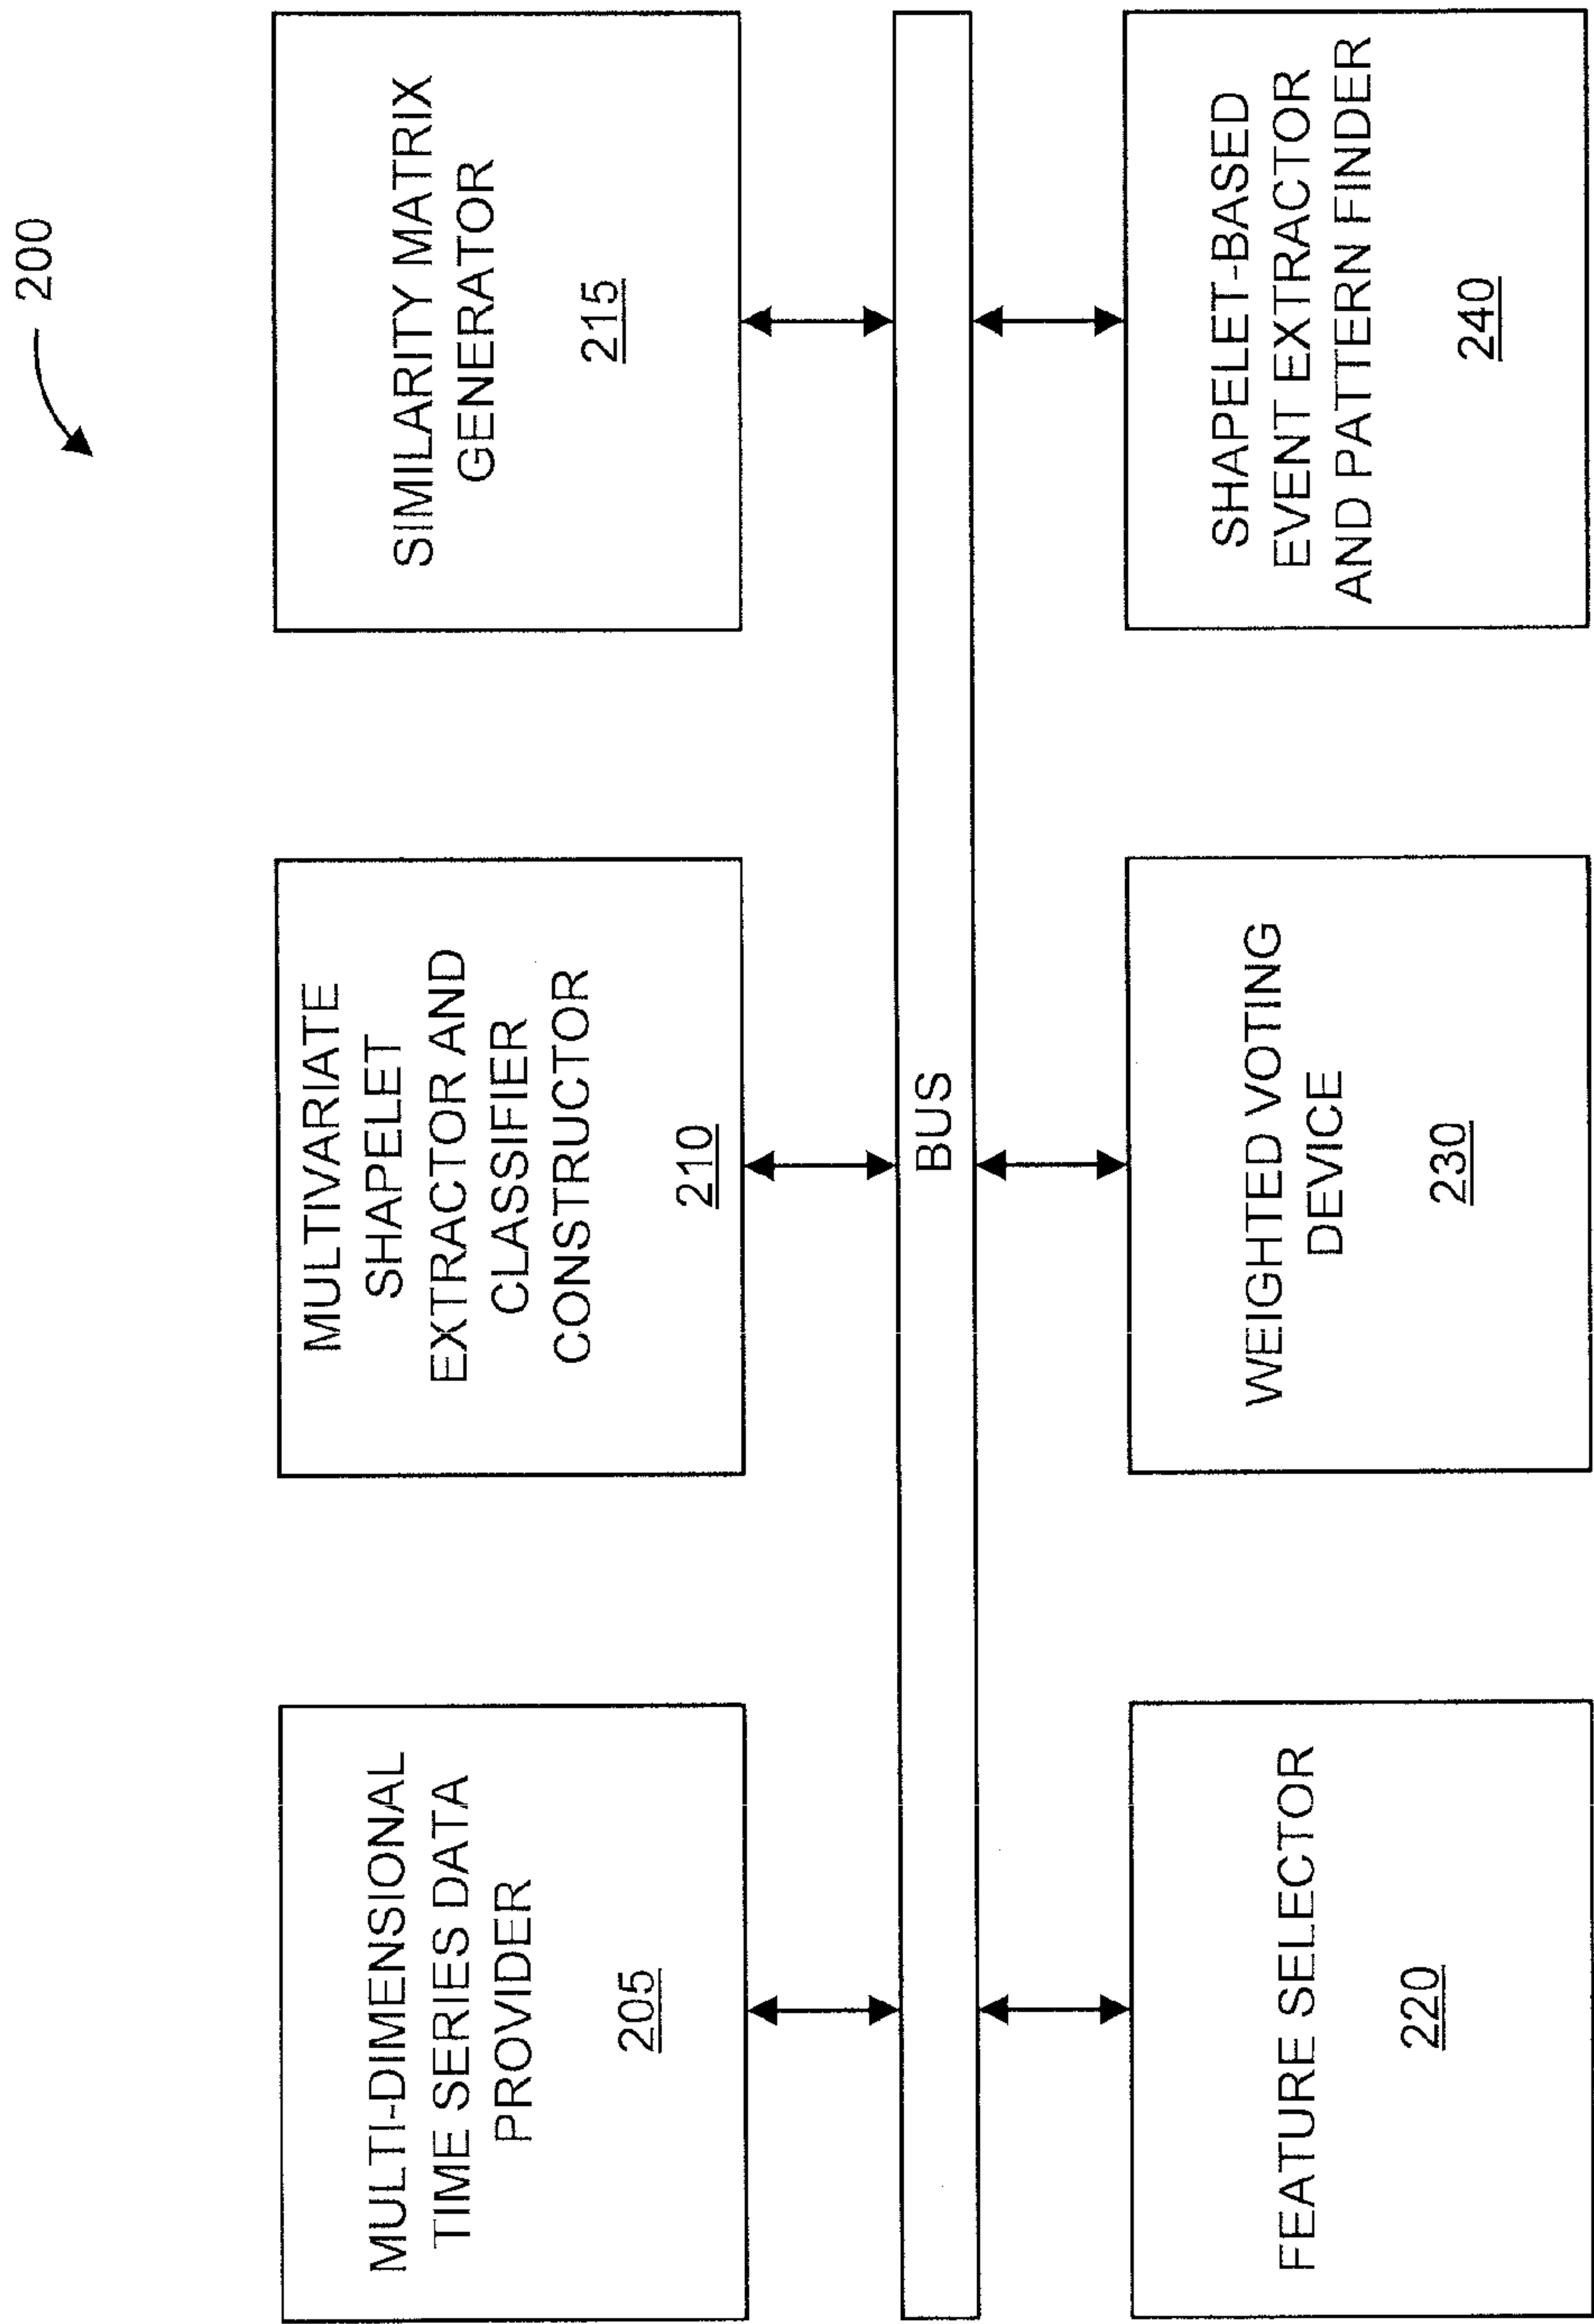 200
MULTI-DIMENSIONAL
TIME SERIES DATA
PROVIDER
205
MULTIVARIATE
SHAPELET
EXTRACTOR AND
CLASSIFIER
CONSTRUCTOR
210
SIMILARITY MATRIX
GENERATOR
215
BUS
FEATURE SELECTOR
220
WEIGHTED VOTING
DEVICE
230
SHAPELET-BASED
EVENT EXTRACTOR
AND PATTERN FINDER
240